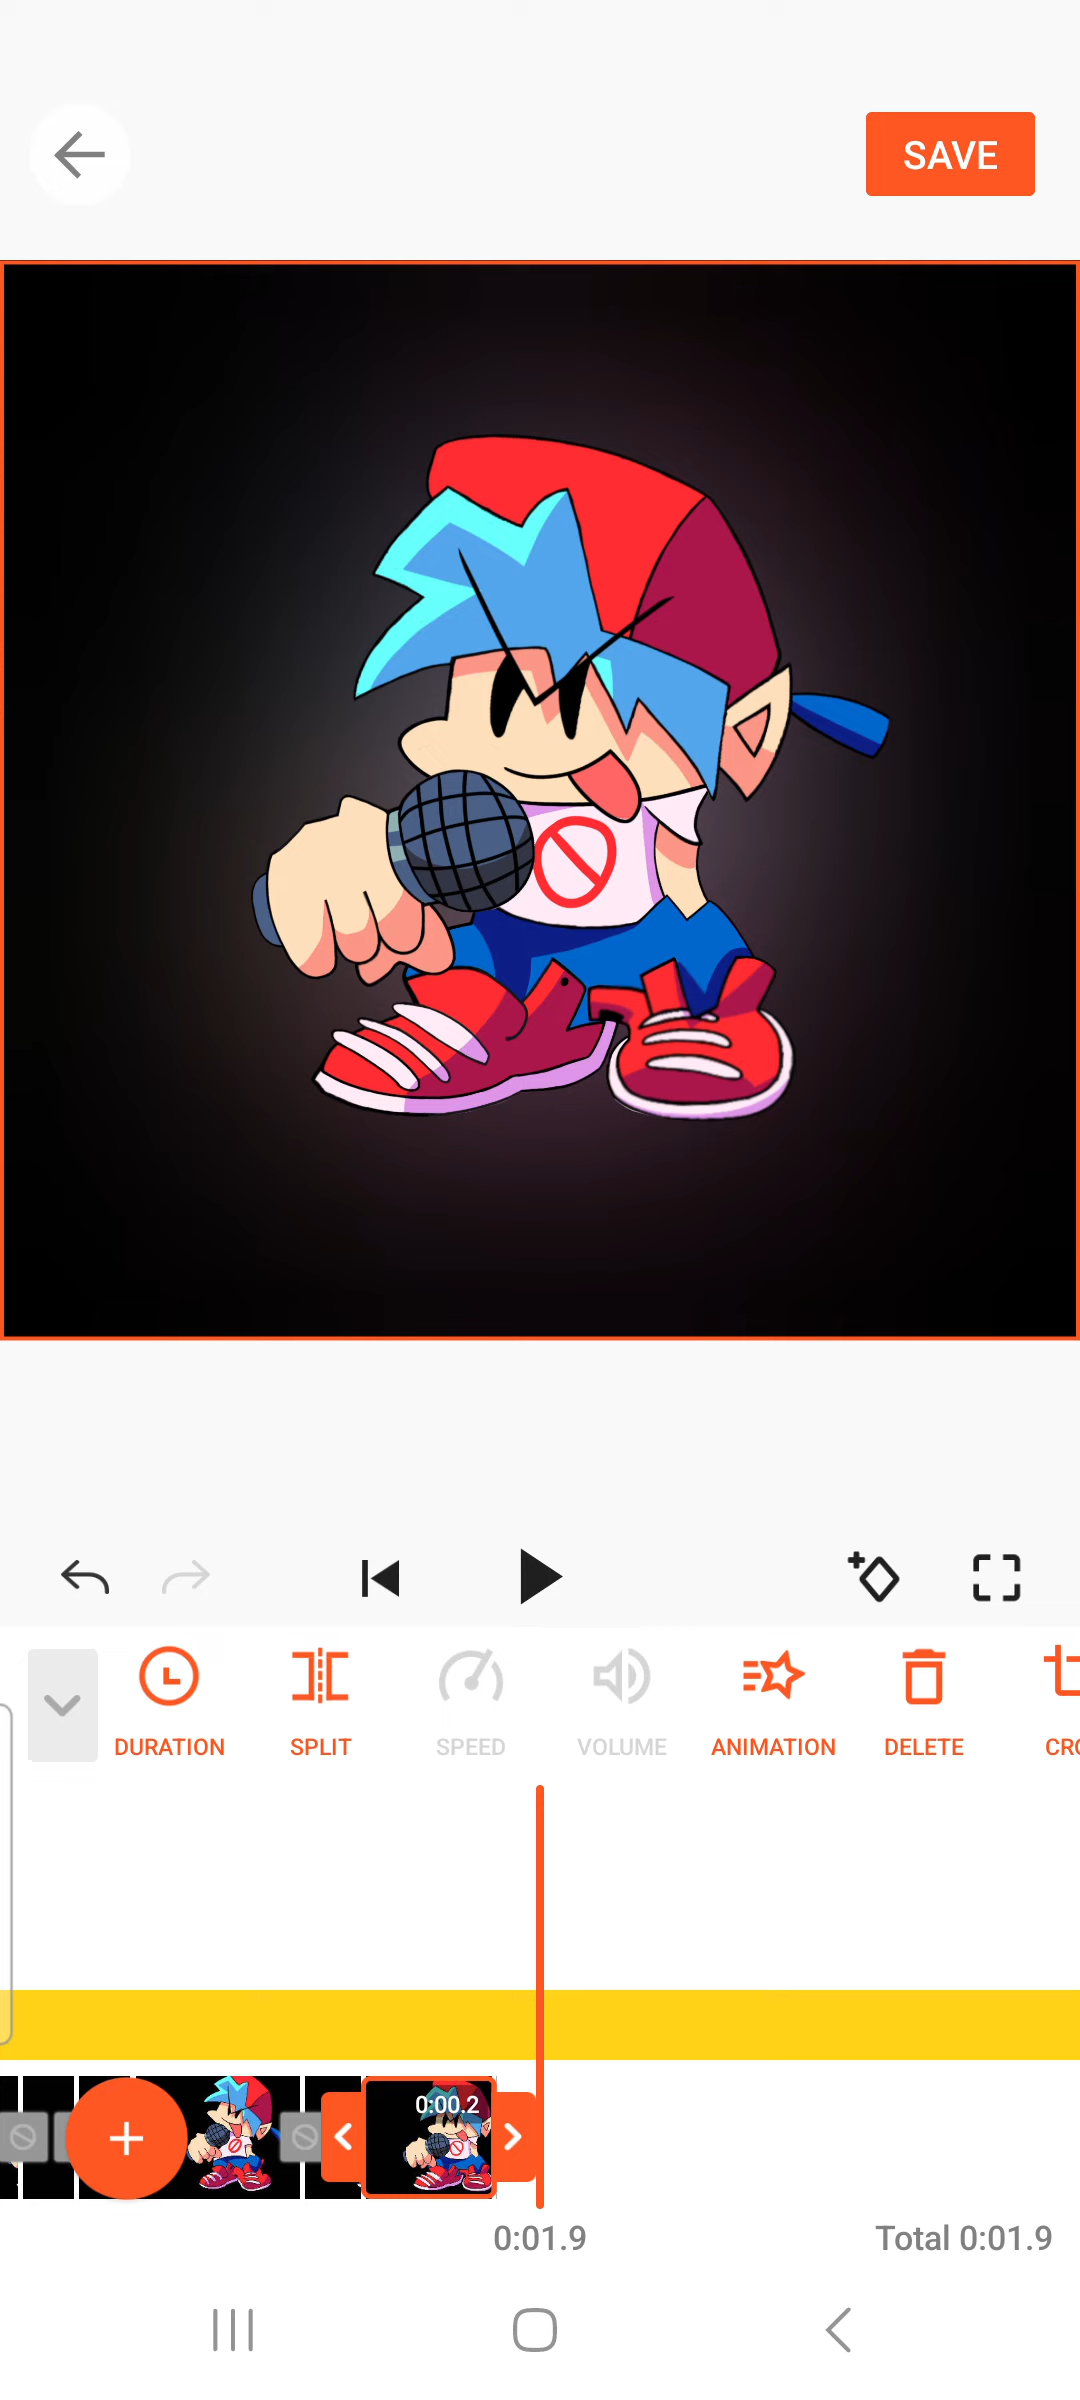 SAVE
DURATION
SPLIT
SPEED
VOLUME
ANIMATION
DELETE
CRO
0:00.2
0:01.9
Total 0:01.9